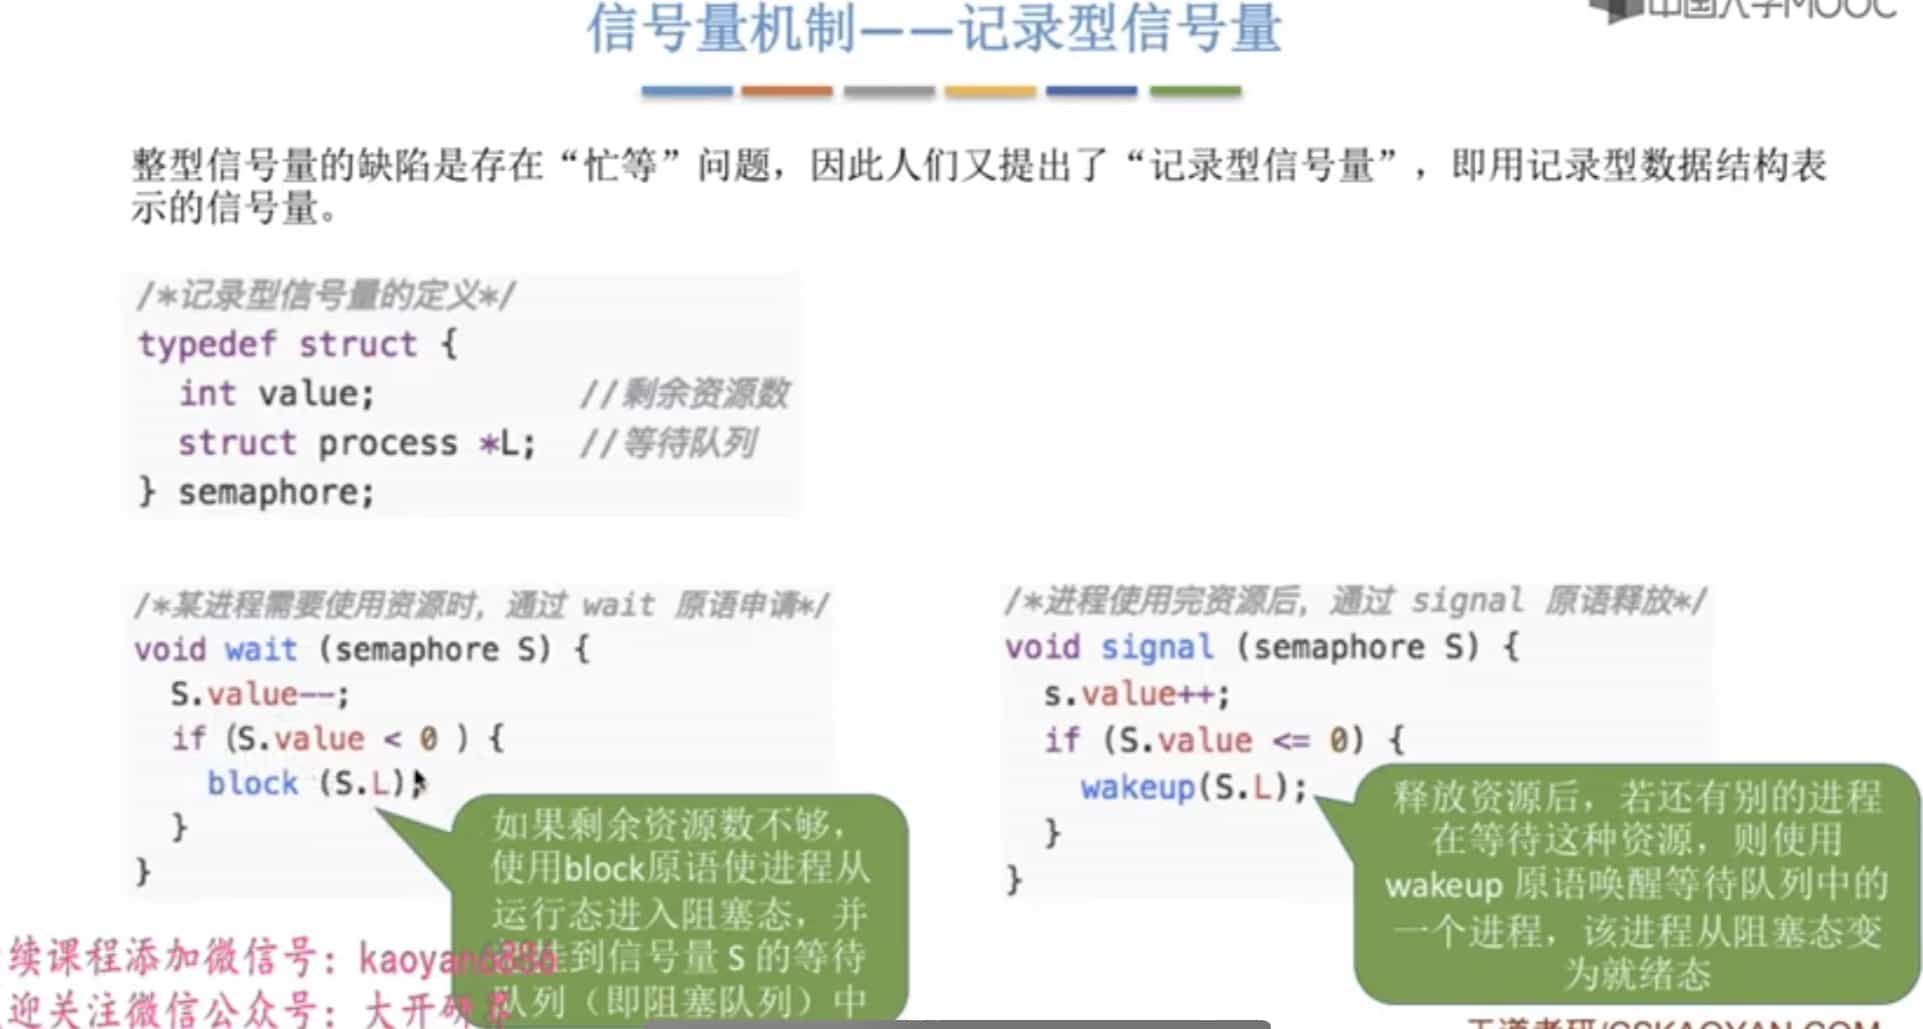 信号量机制——记录型信号量
中国大学MOOC
整型信号量的缺陷是存在“忙等”问题，因此人们又提出了“记录型信号量”，即用记录型数据结构表
示的信号量。
/*记录型信号量的定义*/
typedef struct {
int value; //剩余资源数
struct process *L; //等待队列
} semaphore;
/*某进程需要使用资源时，通过 wait 原语申请*/
void wait (semaphore S) {
S.value--;
if (S.value < 0 ) {
block (S.L);
}
}
如果剩余资源数不够，
使用block原语使进程从
运行态进入阻塞态，并
到信号量 S 的等待
队列（即阻塞队列）中
/*进程使用完资源后，通过 signal 原语释放*/
void signal (semaphore S) {
s.value++;
if (S.value <= 0) {
wakeup(S.L);
}
}
释放资源后，若还有别的进程
在等待这种资源，则使用
wakeup 原语唤醒等待队列中的
一个进程，该进程从阻塞态变
为就绪态
续课程添加微信号：
迎关注微信公众号：大开研
王道考研/CSKAOYAN.COM